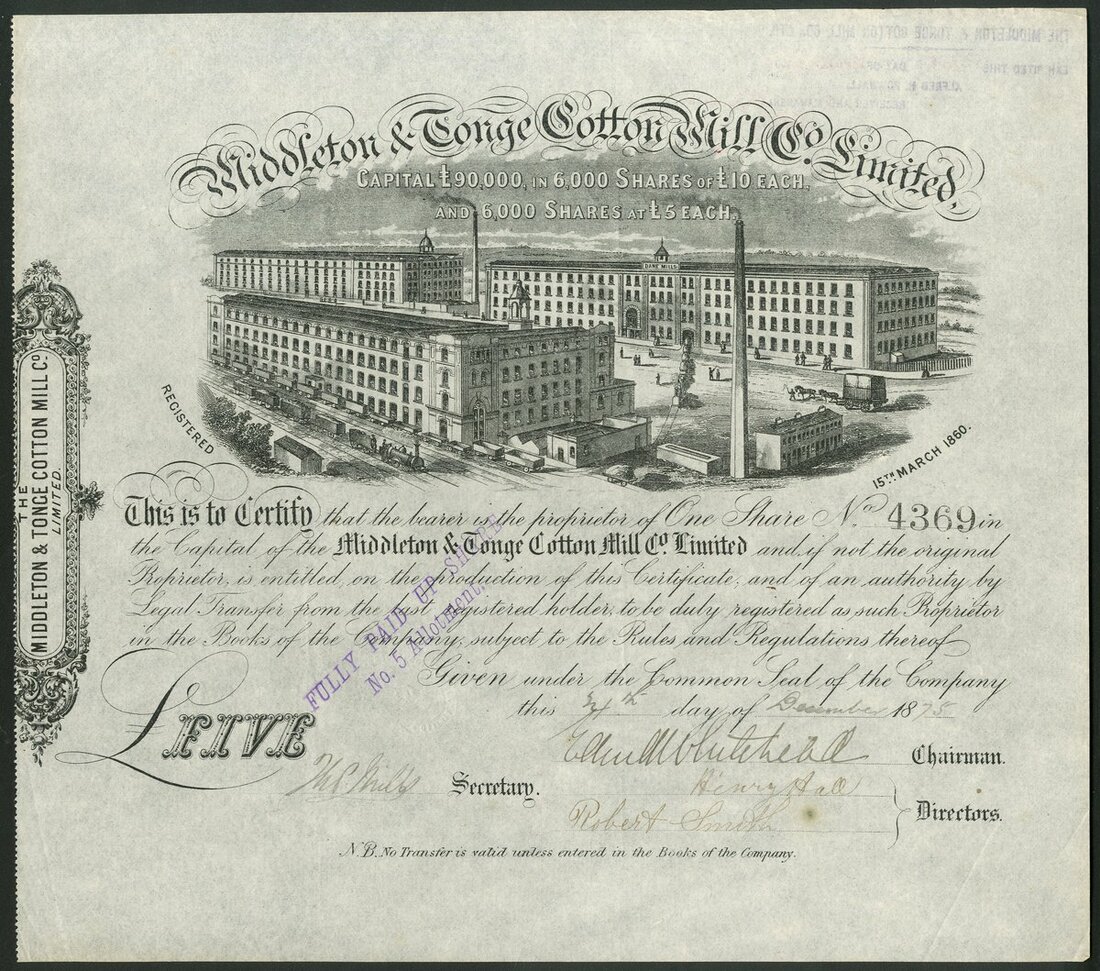 Middleton & Tonge Cotton Mill Co. Limited,
CAPITAL £90,000, IN 6,000 SHARES OF £10 EACH,
AND 6,000 SHARES AT £5 EACH.
DANE MILLS
REGISTERED
15TH MARCH 1860.
THE
MIDDLETON & TONGE COTTON MILL CO.
LIMITED.
This is to Certify that the bearer is the proprietor of One Share No. 4369 in
the Capital of the Middleton & Tonge Cotton Mill Co. Limited and if not the original
Proprietor, is entitled, on the production of this Certificate, and of an authority by
Legal Transfer from the last registered holder, to be duly registered as such Proprietor
in the Books of the Company, subject to the Rules and Regulations thereof
FULLY PAID UP SHARE
No. 5 Allotment.
Given under the Common Seal of the Company
this day of December 1875
£FIVE
Chairman.
Secretary.
Henry Hall
Robert Smith
Directors.
N.B. No Transfer is valid unless entered in the Books of the Company.